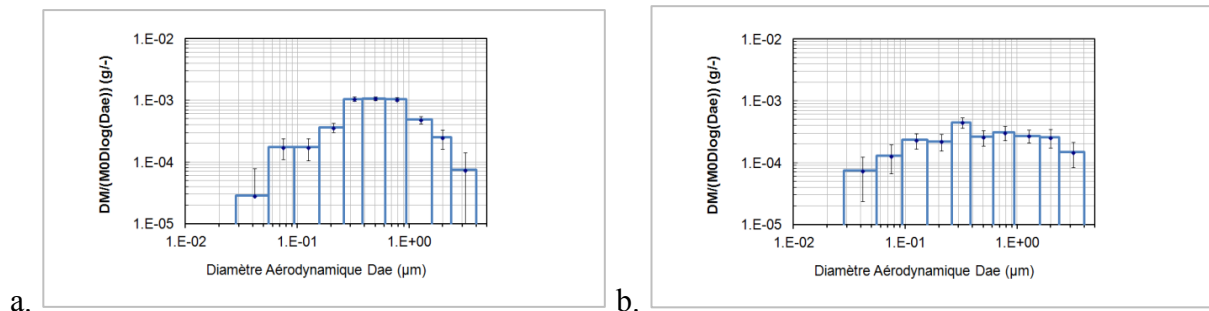 1.E-02
1.E-03
1.E-04
1.E-05
DM/(M0Dlog(Dae)) (g/-)
1.E-02 1.E-01 1.E+00
Diamètre Aérodynamique Dae (µm)
a.
1.E-02
1.E-03
1.E-04
1.E-05
DM/(M0Dlog(Dae)) (g/-)
1.E-02 1.E-01 1.E+00
Diamètre Aérodynamique Dae (µm)
b.